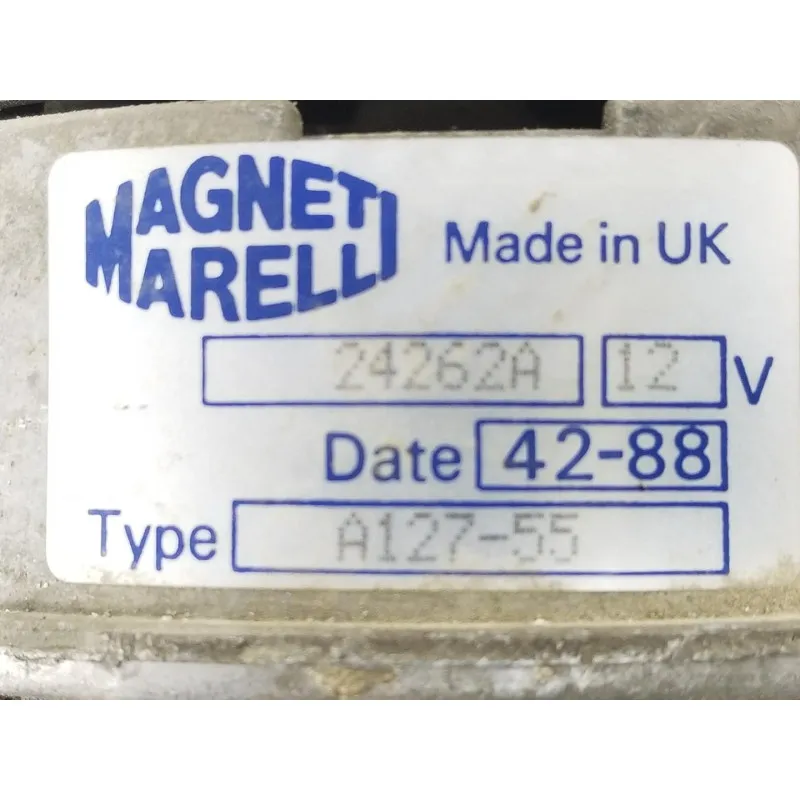 MAGNETI
MARELLI
Made in UK
24262A 12 V
Date 42-88
Type A127-55